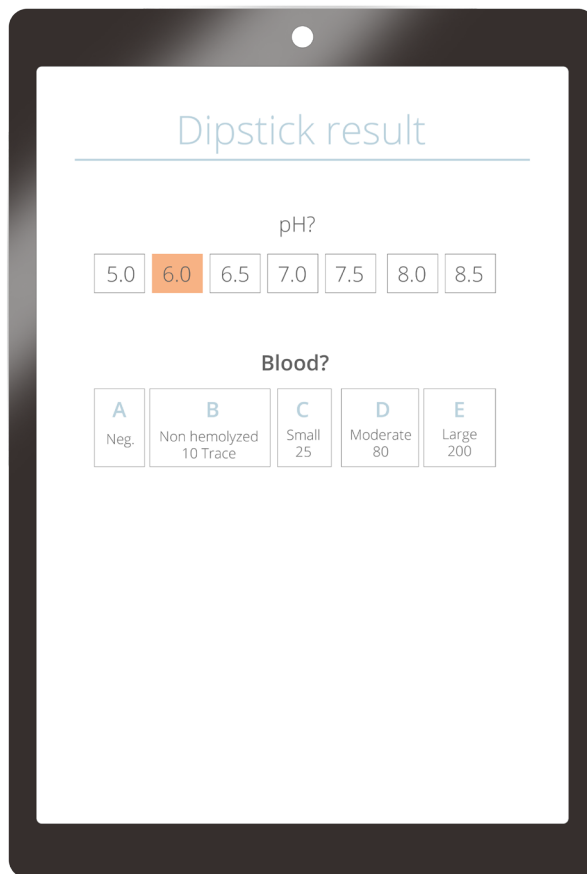 Dipstick result
pH?
5.0 6.0 6.5 7.0 7.5 8.0 8.5
Blood?
A B C D E
Neg. Non hemolyzed Small Moderate Large
10 Trace 25 80 200